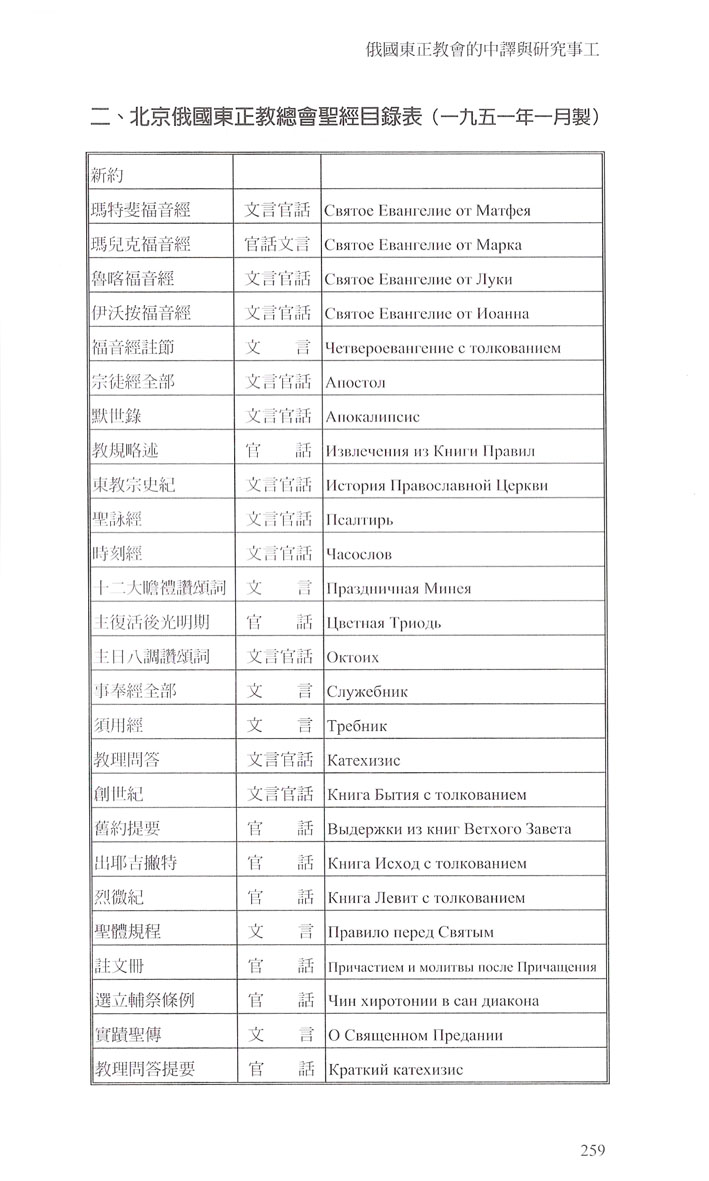 俄國東正教會的中譯與研究事工
二、北京俄國東正教總會聖經目錄表（一九五一年一月製）
新約
瑪特斐福音經 文言官話 Святое Евангелие от Матфея
瑪兒克福音經 官話文言 Святое Евангелие от Марка
魯喀福音經 文言官話 Святое Евангелие от Луки
伊沃按福音經 文言官話 Святое Евангелие от Иоанна
福音經註節 文 言 Четвероевангение с толкованием
宗徒經全部 文言官話 Апостол
默世錄 文言官話 Апокалипсис
教規略述 官 話 Извлечения из Книги Правил
東教宗史紀 文言官話 История Православной Церкви
聖詠經 文言官話 Псалтирь
時刻經 文言官話 Часослов
十二大瞻禮讚頌詞 文 言 Праздничная Минея
主復活後光明期 官 話 Цветная Триодь
主日八調讚頌詞 文言官話 Октоих
事奉經全部 文 言 Служебник
須用經 文 言 Требник
教理問答 文言官話 Катехизис
創世紀 文言官話 Книга Бытия с толкованием
舊約提要 官 話 Выдержки из книг Ветхого Завета
出耶吉撇特 官 話 Книга Исход с толкованием
烈微紀 官 話 Книга Левит с толкованием
聖體規程 文 言 Правило перед Святым
註文冊 官 話 Причастием и молитвы после Причащения
選立輔祭條例 官 話 Чин хиротонии в сан диакона
實蹟聖傳 文 言 О Священном Предании
教理問答提要 官 話 Краткий катехизис
259